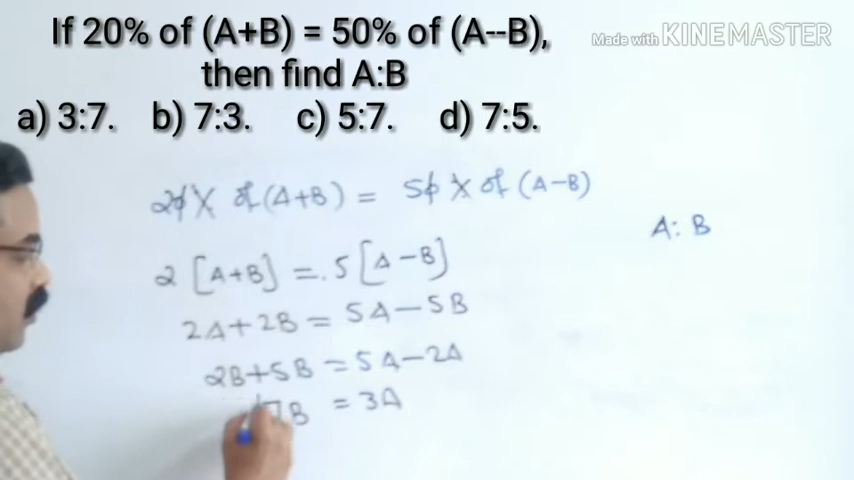 If 20% of (A+B) = 50% of (A--B),
then find A:B
a) 3:7. b) 7:3. c) 5:7. d) 7:5.
Made with KINEMASTER
20% of (A+B) = 50% of (A-B)
A: B
2 [A+B] = 5 [A-B]
2A+2B = 5A-5B
2B+5B = 5A-2A
7B = 3A